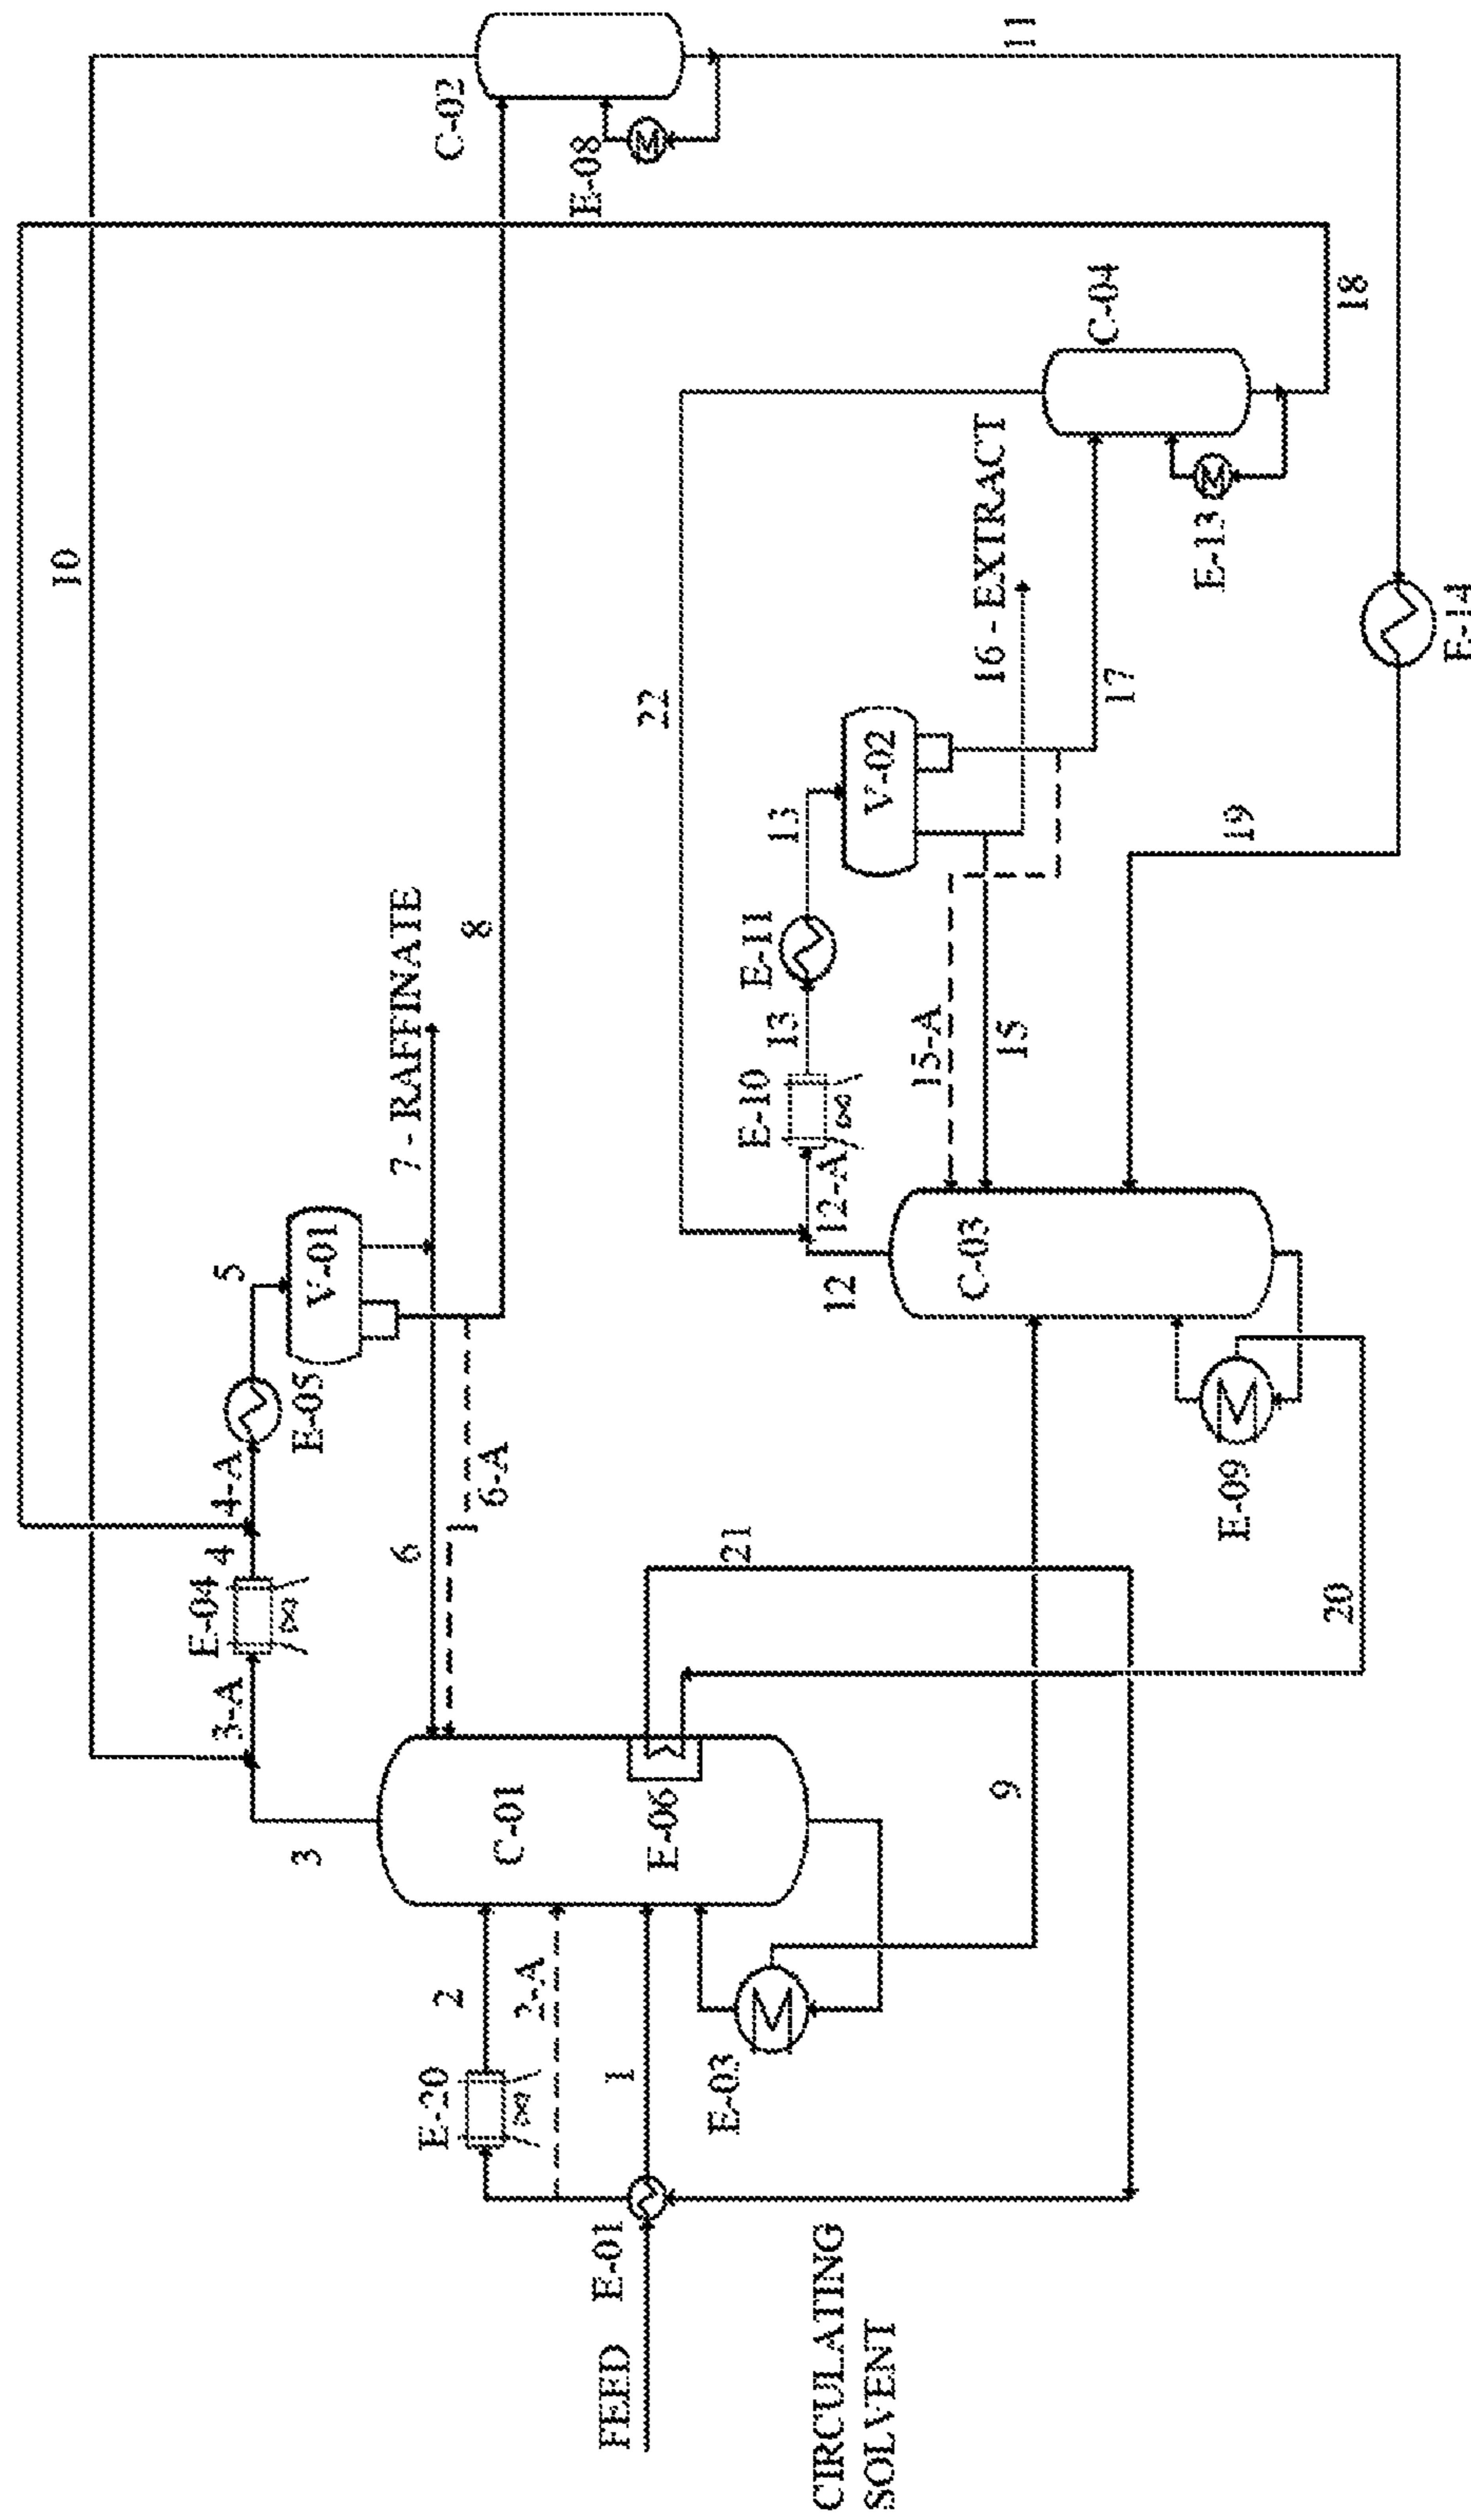 10
C-02
E-08
11
3
3-A
E-04
4
4-A
E-05
5
V-01
7 - RAFFINATE
6
6-A
8
C-01
E-06
E-20
2
2-A
1
E-01
FEED
CIRCULATING
SOLVENT
E-03
9
21
20
22
12
12-A
E-10
13
E-11
13
V-02
16 - EXTRACT
17
15-A
15
C-03
E-09
19
C-04
E-13
18
E-14